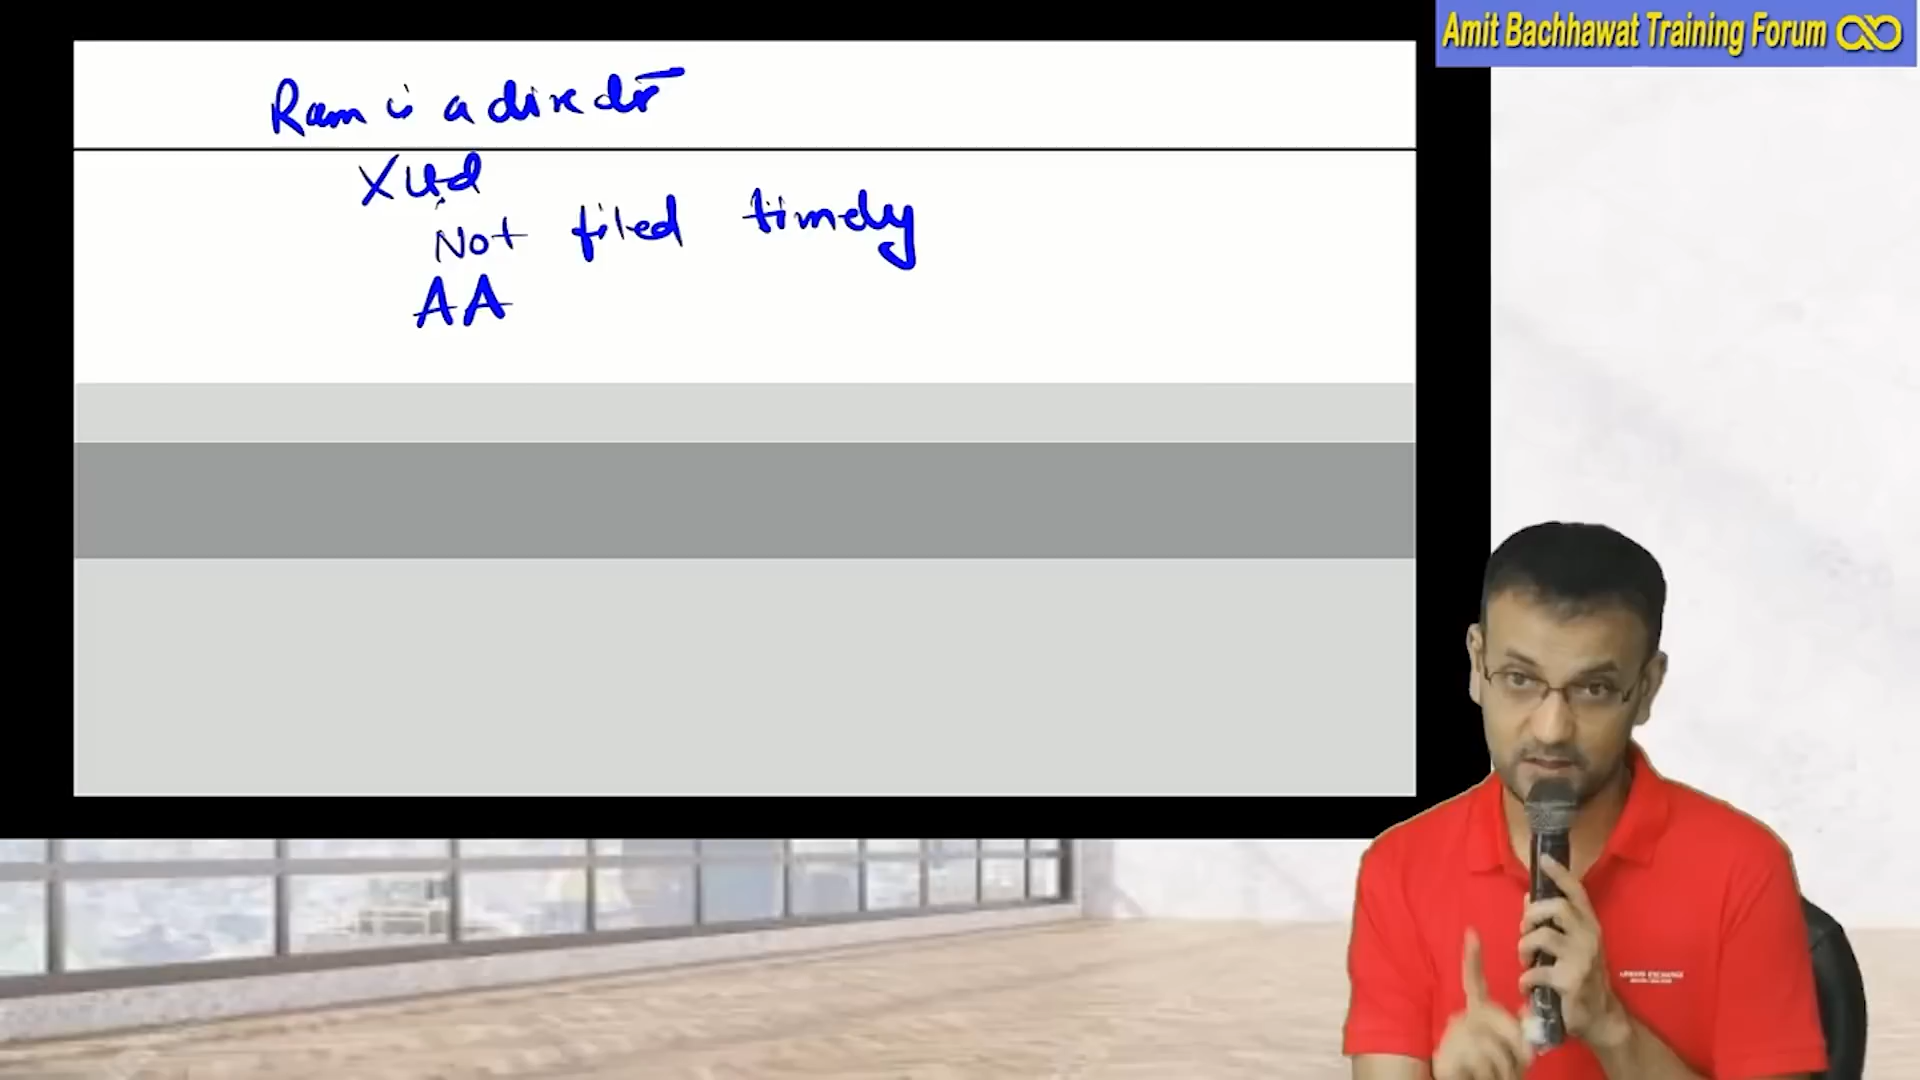 Amit Bachhawat Training Forum
Ram is a director
X Ltd
Not filed timely
AA